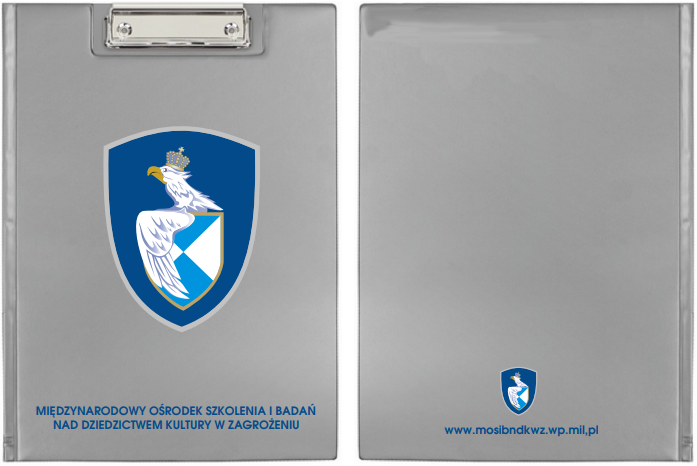 MIĘDZYNARODOWY OŚRODEK SZKOLENIA I BADAŃ
NAD DZIEDZICTWEM KULTURY W ZAGROŻENIU
www.mosibndkwz.wp.mil,pl